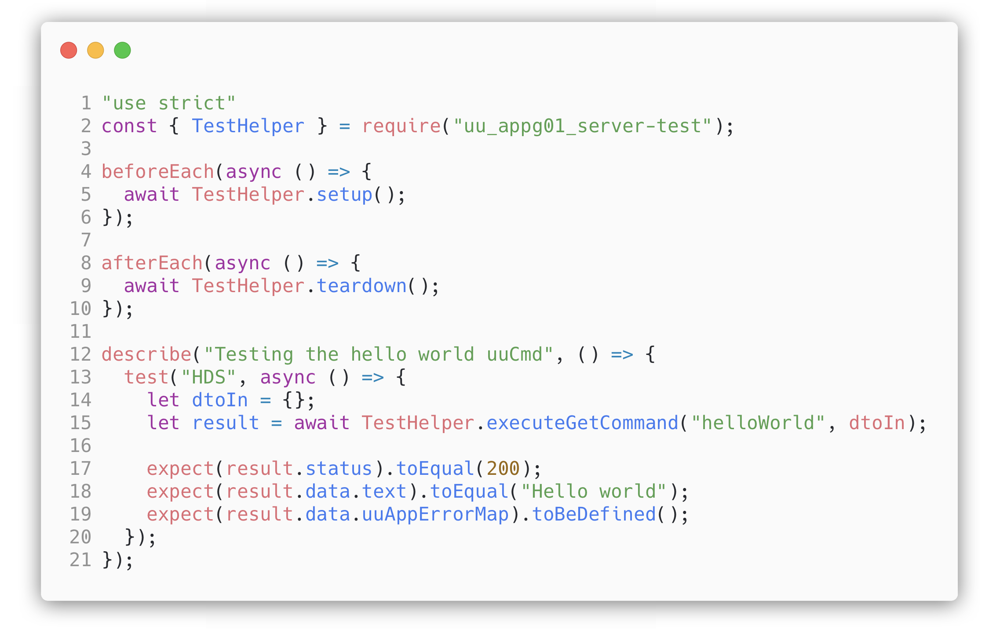 1 "use strict"
2 const { TestHelper } = require("uu_appg01_server-test");
3
4 beforeEach(async () => {
5   await TestHelper.setup();
6 });
7
8 afterEach(async () => {
9   await TestHelper.teardown();
10 });
11
12 describe("Testing the hello world uuCmd", () => {
13   test("HDS", async () => {
14     let dtoIn = {};
15     let result = await TestHelper.executeGetCommand("helloWorld", dtoIn);
16
17     expect(result.status).toEqual(200);
18     expect(result.data.text).toEqual("Hello world");
19     expect(result.data.uuAppErrorMap).toBeDefined();
20   });
21 });